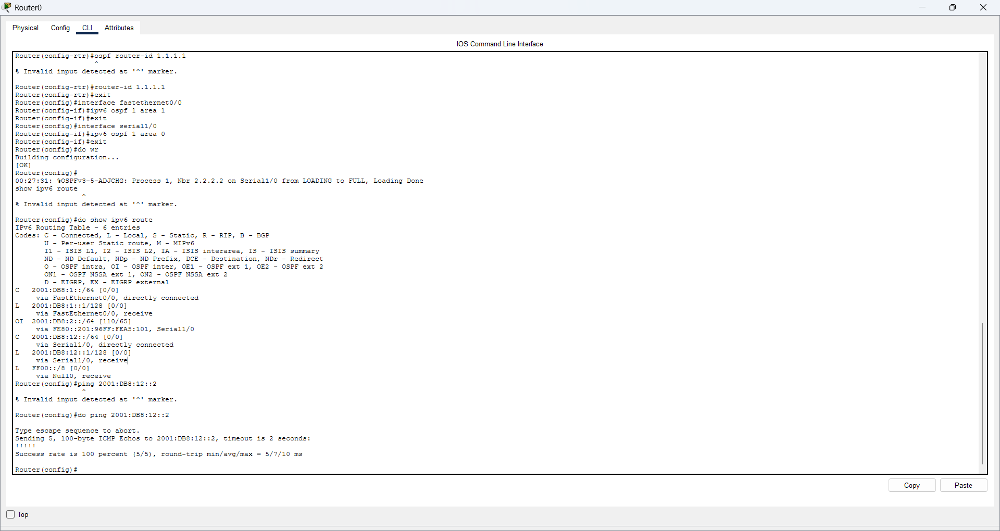 Router0
Physical Config CLI Attributes
IOS Command Line Interface
Router(config-rtr)#ospf router-id 1.1.1.1
^
% Invalid input detected at '^' marker.
Router(config-rtr)#router-id 1.1.1.1
Router(config-rtr)#exit
Router(config)#interface fastethernet0/0
Router(config-if)#ipv6 ospf 1 area 1
Router(config-if)#exit
Router(config)#interface serial1/0
Router(config-if)#ipv6 ospf 1 area 0
Router(config-if)#exit
Router(config)#do wr
Building configuration...
[OK]
Router(config)#
00:27:31: %OSPFv3-5-ADJCHG: Process 1, Nbr 2.2.2.2 on Serial1/0 from LOADING to FULL, Loading Done
show ipv6 route
^
% Invalid input detected at '^' marker.
Router(config)#do show ipv6 route
IPv6 Routing Table - 6 entries
Codes: C - Connected, L - Local, S - Static, R - RIP, B - BGP
U - Per-user Static route, M - MIPv6
I1 - ISIS L1, I2 - ISIS L2, IA - ISIS interarea, IS - ISIS summary
ND - ND Default, NDp - ND Prefix, DCE - Destination, NDr - Redirect
O - OSPF intra, OI - OSPF inter, OE1 - OSPF ext 1, OE2 - OSPF ext 2
ON1 - OSPF NSSA ext 1, ON2 - OSPF NSSA ext 2
D - EIGRP, EX - EIGRP external
C 2001:DB8:1::/64 [0/0]
via FastEthernet0/0, directly connected
L 2001:DB8:1::1/128 [0/0]
via FastEthernet0/0, receive
OI 2001:DB8:2::/64 [110/65]
via FE80::201:96FF:FEA5:101, Serial1/0
C 2001:DB8:12::/64 [0/0]
via Serial1/0, directly connected
L 2001:DB8:12::1/128 [0/0]
via Serial1/0, receive
L FF00::/8 [0/0]
via Null0, receive
Router(config)#ping 2001:DB8:12::2
^
% Invalid input detected at '^' marker.
Router(config)#do ping 2001:DB8:12::2
Type escape sequence to abort.
Sending 5, 100-byte ICMP Echos to 2001:DB8:12::2, timeout is 2 seconds:
!!!!!
Success rate is 100 percent (5/5), round-trip min/avg/max = 5/7/10 ms
Router(config)#
Copy Paste
Top